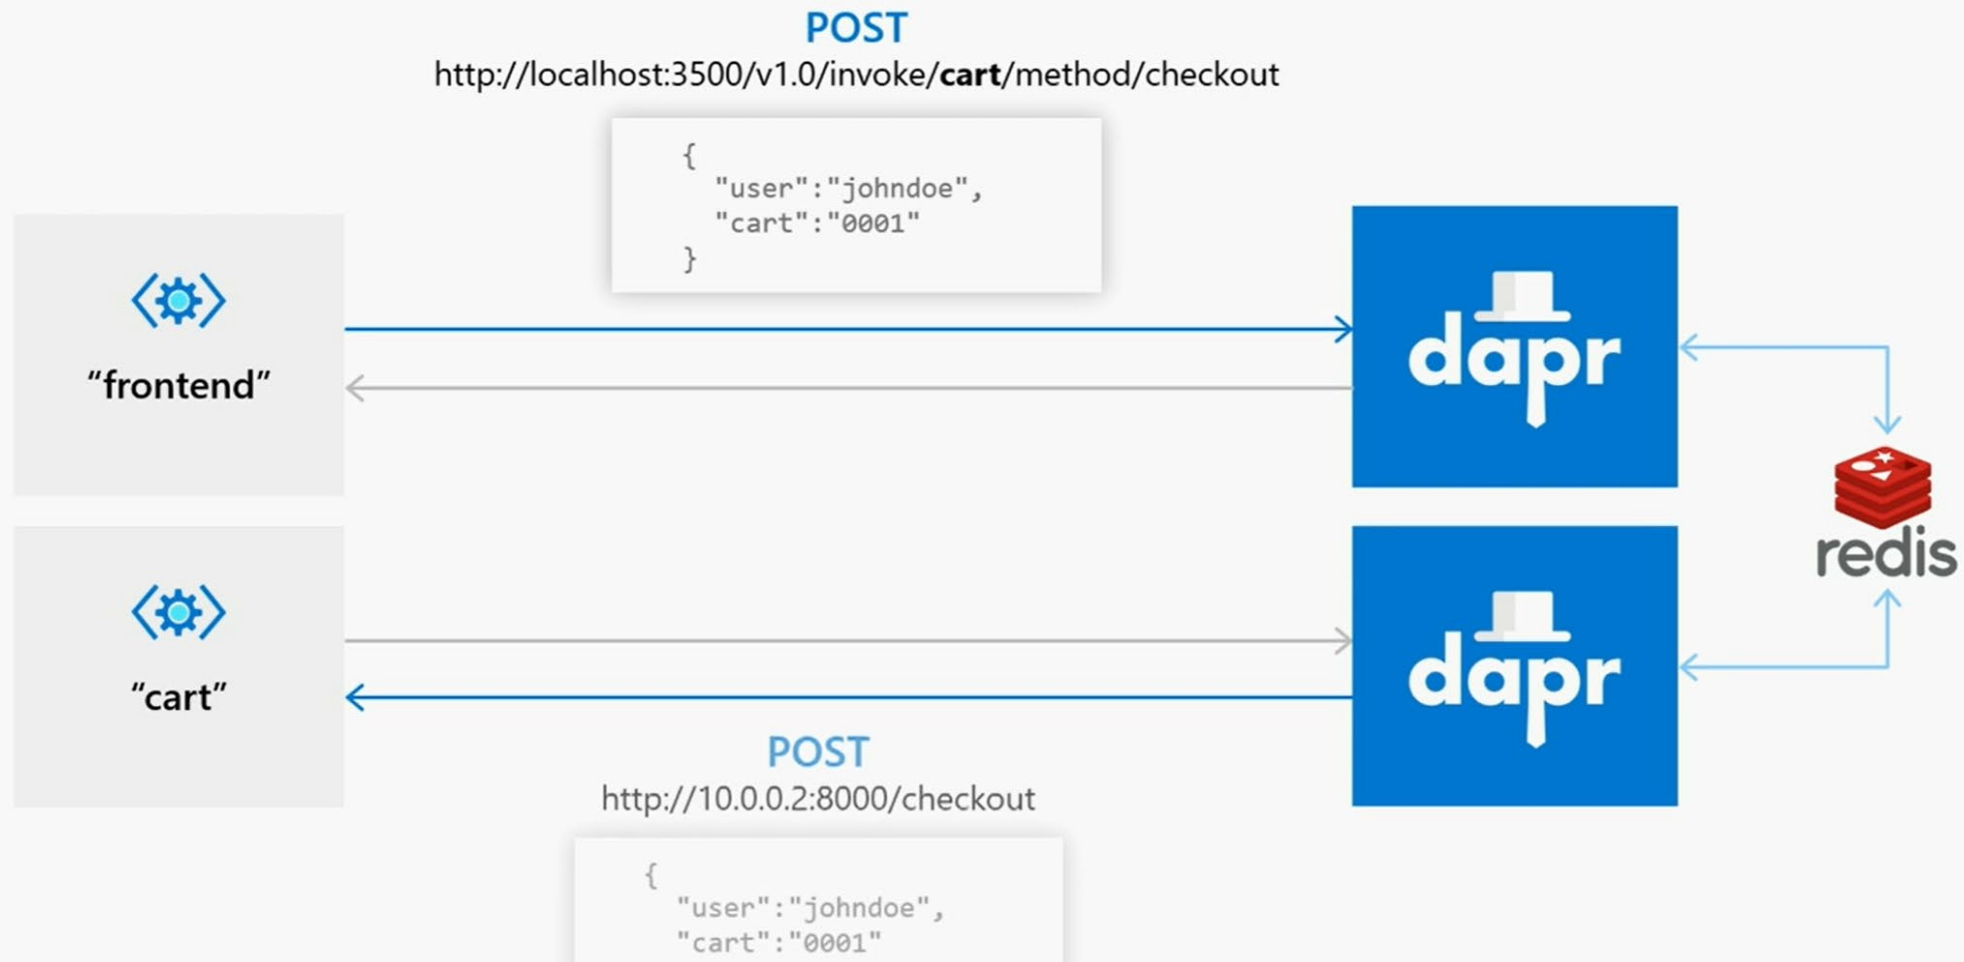 POST
http://localhost:3500/v1.0/invoke/cart/method/checkout
{
"user":"johndoe",
"cart":"0001"
}
“frontend”
dapr
redis
“cart”
dapr
POST
http://10.0.0.2:8000/checkout
{
"user":"johndoe",
"cart":"0001"